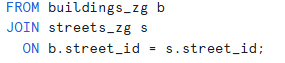 FROM buildings_zg b
JOIN streets_zg s
ON b.street_id = s.street_id;